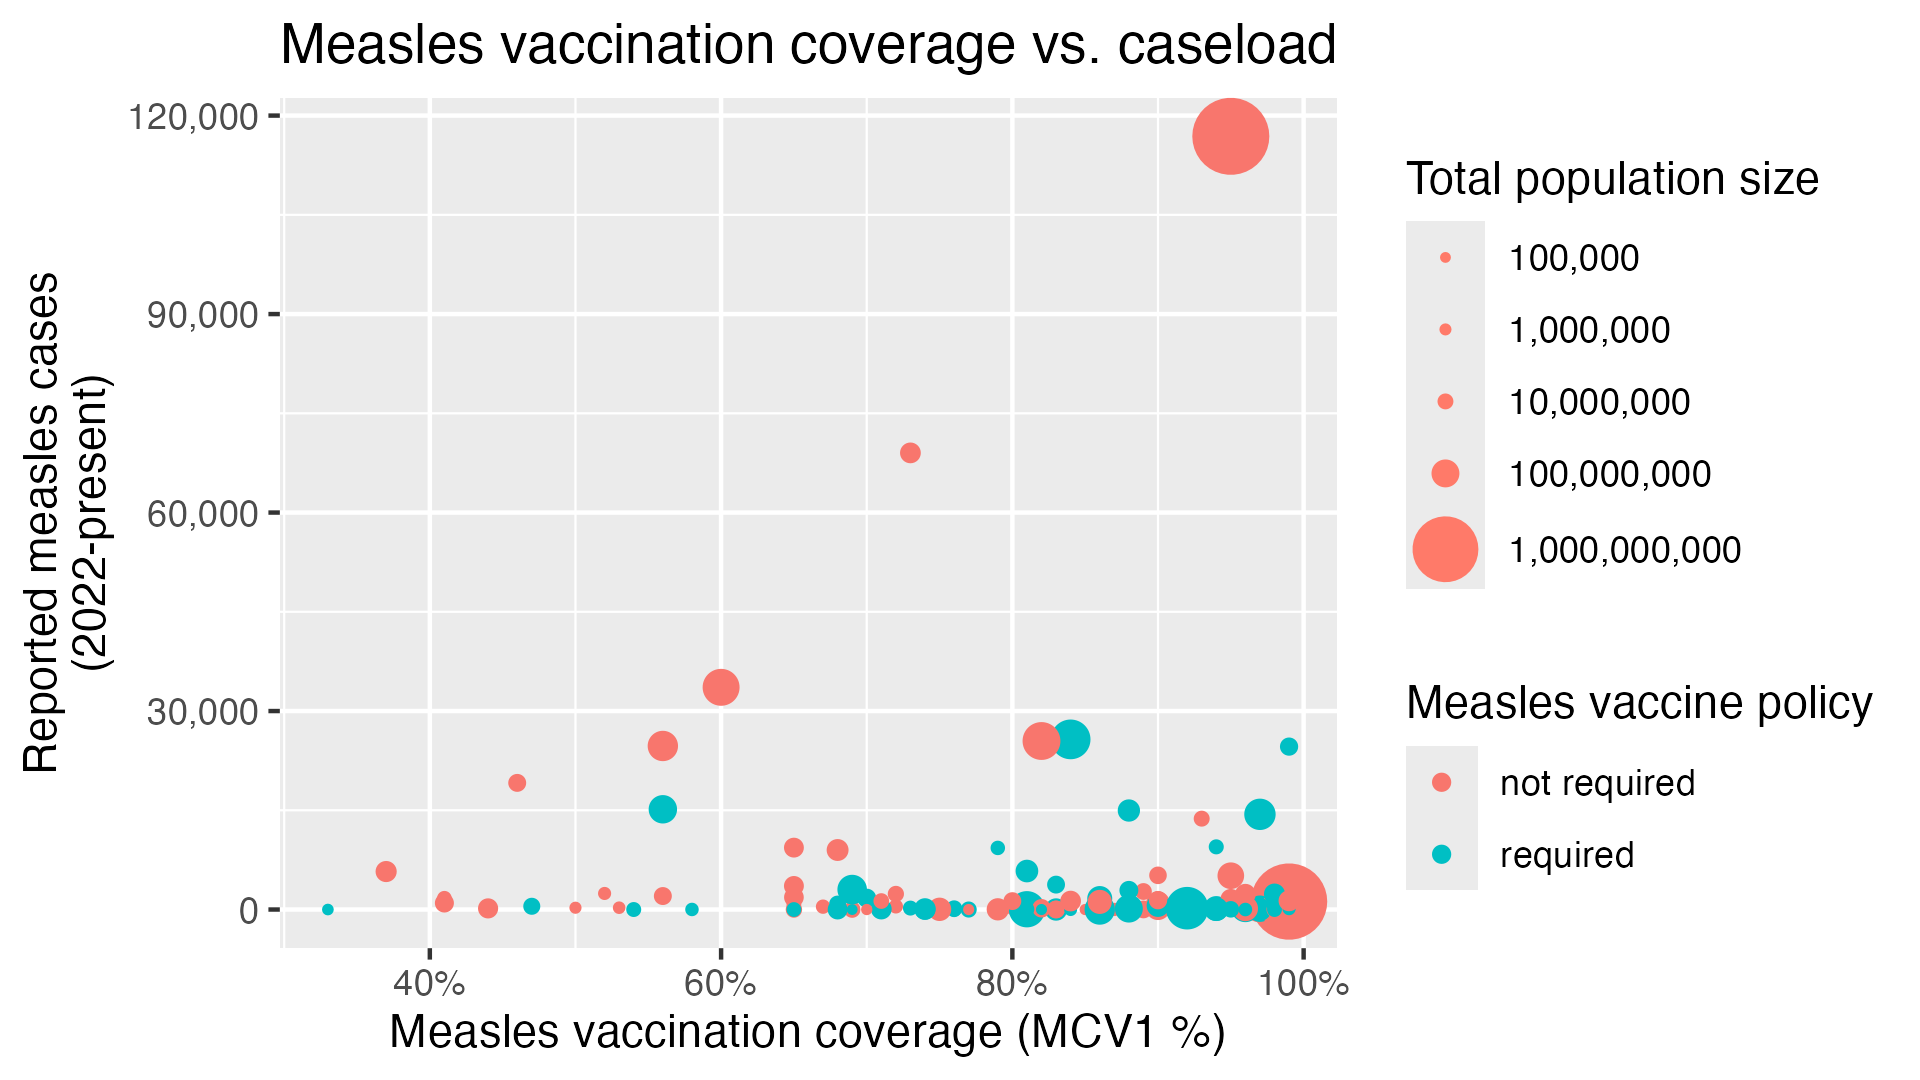 Measles vaccination coverage vs. caseload
120,000
90,000
60,000
30,000
0
Reported measles cases
(2022-present)
40%
60%
80%
100%
Measles vaccination coverage (MCV1 %)
Total population size
100,000
1,000,000
10,000,000
100,000,000
1,000,000,000
Measles vaccine policy
not required
required